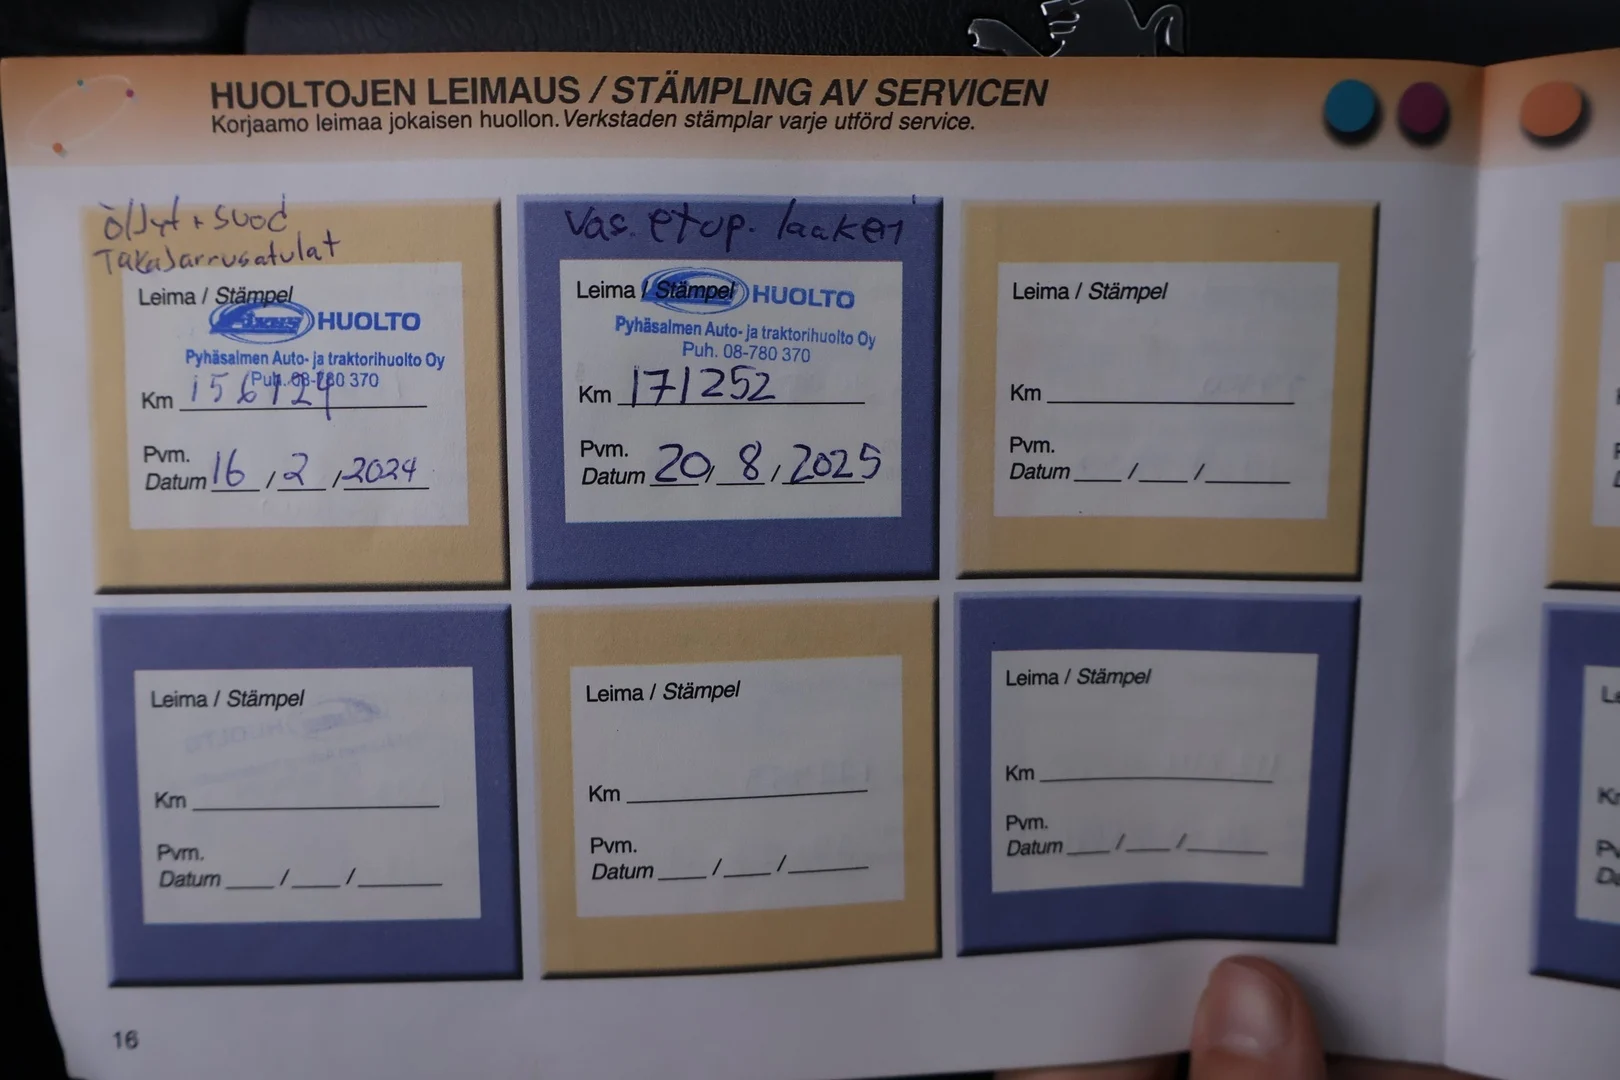 HUOLTOJEN LEIMAUS / STÄMPLING AV SERVICEN
Korjaamo leimaa jokaisen huollon. Verkstaden stämplar varje utförd service.
öljyt + suod
Takajarrusatulat
Leima / Stämpel
HUOLTO
Pyhäsalmen Auto- ja traktorihuolto Oy
Puh. 08-780 370
Km 156124
Pvm.
Datum 16 / 2 / 2024
Vas. etup. laakeri
Leima / Stämpel
HUOLTO
Pyhäsalmen Auto- ja traktorihuolto Oy
Puh. 08-780 370
Km 171252
Pvm.
Datum 20 / 8 / 2025
Leima / Stämpel
Km
Pvm.
Datum / /
Leima / Stämpel
Km
Pvm.
Datum / /
Leima / Stämpel
Km
Pvm.
Datum / /
Leima / Stämpel
Km
Pvm.
Datum / /
16